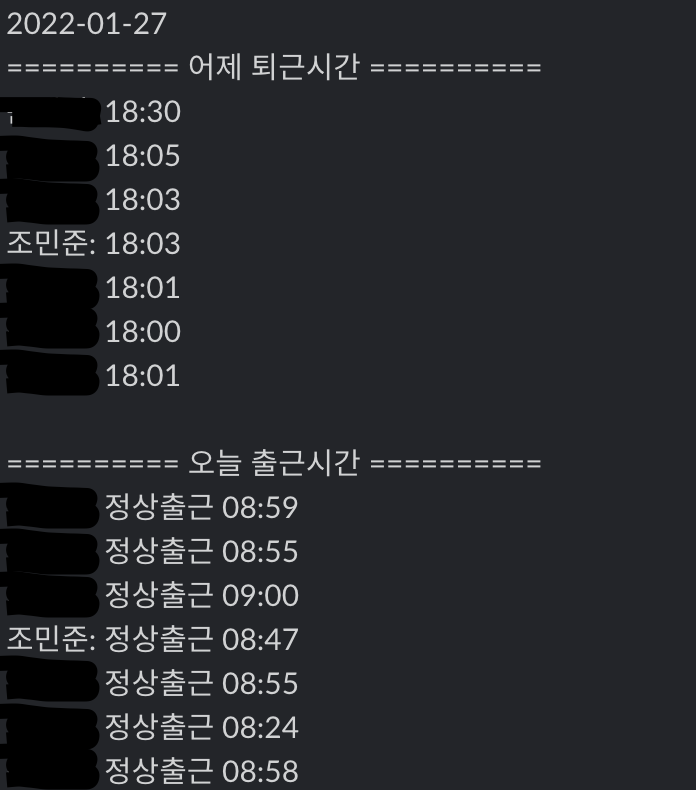 2022-01-27
========== 어제 퇴근시간 ==========
18:30
18:05
18:03
조민준: 18:03
18:01
18:00
18:01
========== 오늘 출근시간 ==========
정상출근 08:59
정상출근 08:55
정상출근 09:00
조민준: 정상출근 08:47
정상출근 08:55
정상출근 08:24
정상출근 08:58